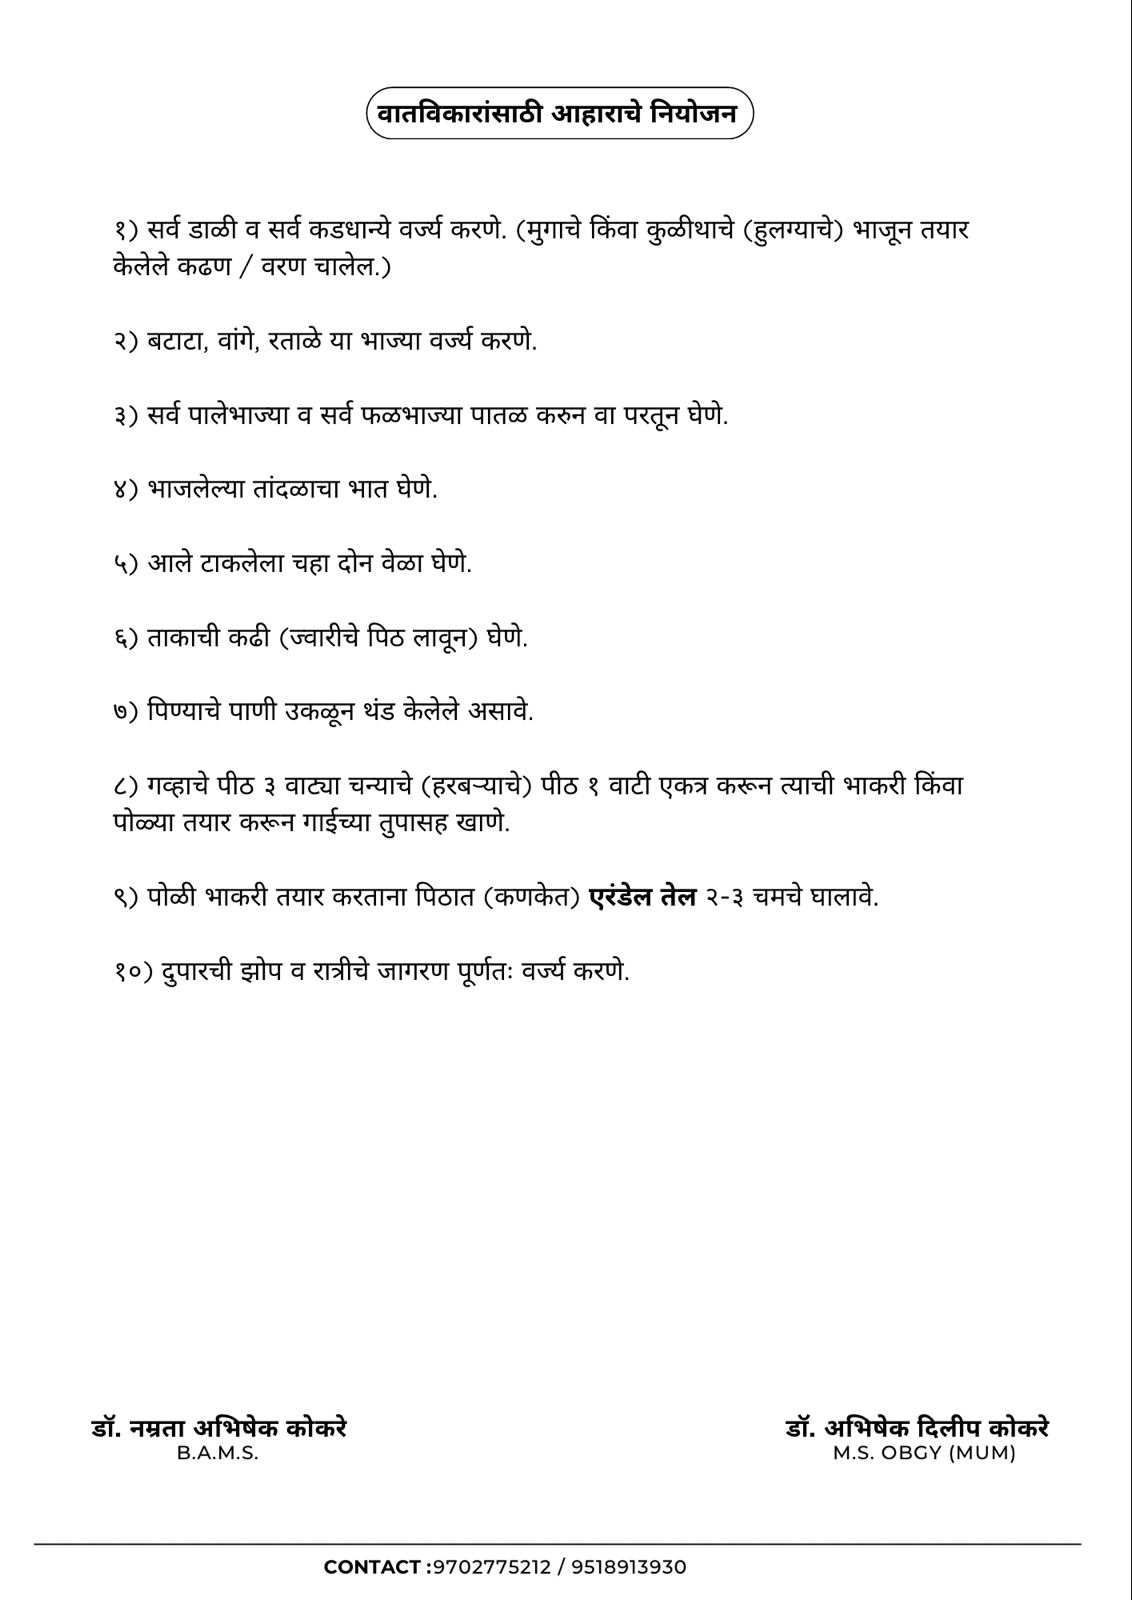 वातविकारांसाठी आहाराचे नियोजन
१) सर्व डाळी व सर्व कडधान्ये वर्ज्य करणे. (मुगाचे किंवा कुळीथाचे (हुलग्याचे) भाजून तयार
केलेले कढण / वरण चालेल.)
२) बटाटा, वांगे, रताळे या भाज्या वर्ज्य करणे.
३) सर्व पालेभाज्या व सर्व फळभाज्या पातळ करुन वा परतून घेणे.
४) भाजलेल्या तांदळाचा भात घेणे.
५) आले टाकलेला चहा दोन वेळा घेणे.
६) ताकाची कढी (ज्वारीचे पिठ लावून) घेणे.
७) पिण्याचे पाणी उकळून थंड केलेले असावे.
८) गव्हाचे पीठ ३ वाट्या चन्याचे (हरबऱ्याचे) पीठ १ वाटी एकत्र करून त्याची भाकरी किंवा
पोळ्या तयार करून गाईच्या तुपासह खाणे.
९) पोळी भाकरी तयार करताना पिठात (कणकेत) एरंडेल तेल २-३ चमचे घालावे.
१०) दुपारची झोप व रात्रीचे जागरण पूर्णतः वर्ज्य करणे.
डॉ. नम्रता अभिषेक कोकरे
B.A.M.S.
डॉ. अभिषेक दिलीप कोकरे
M.S. OBGY (MUM)
CONTACT :9702775212 / 9518913930